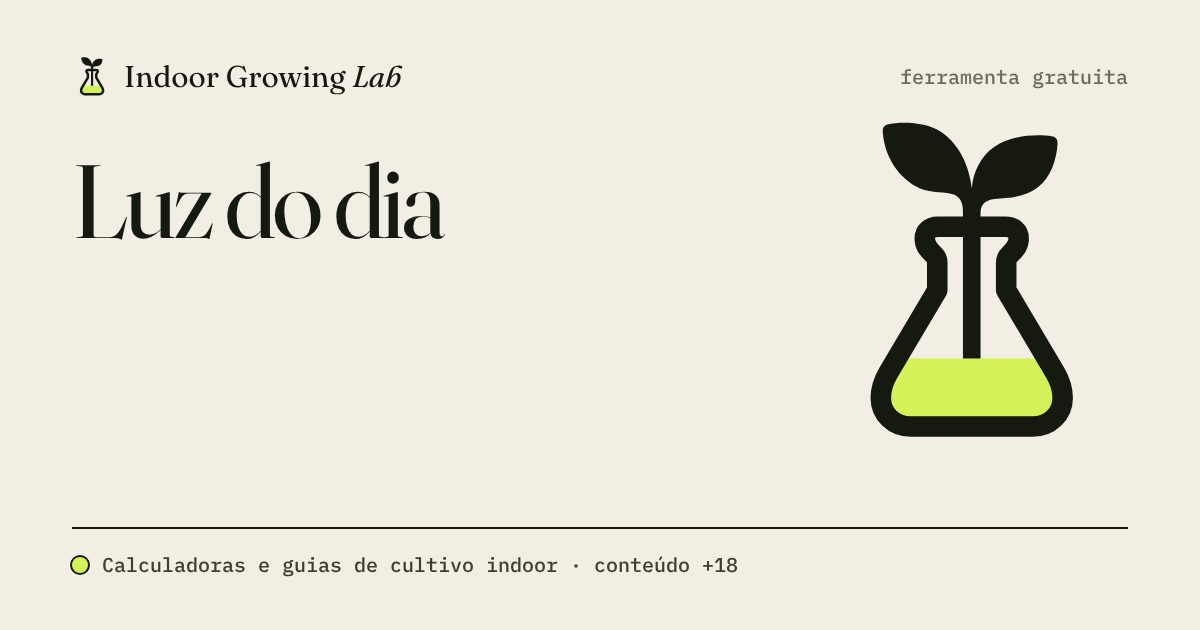 Indoor Growing Lab
ferramenta gratuita
Luz do dia
Calculadoras e guias de cultivo indoor · conteúdo +18